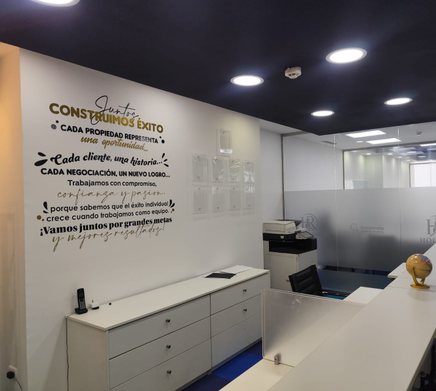 Juntos
CONSTRUIMOS ÉXITO
CADA PROPIEDAD REPRESENTA
una oportunidad...
Cada cliente, una historia...
CADA NEGOCIACIÓN, UN NUEVO LOGRO...
Trabajamos con compromiso,
confianza y pasión
porque sabemos que el éxito individual
crece cuando trabajamos como equipo.
¡Vamos juntos por grandes metas
y mejores resultados!